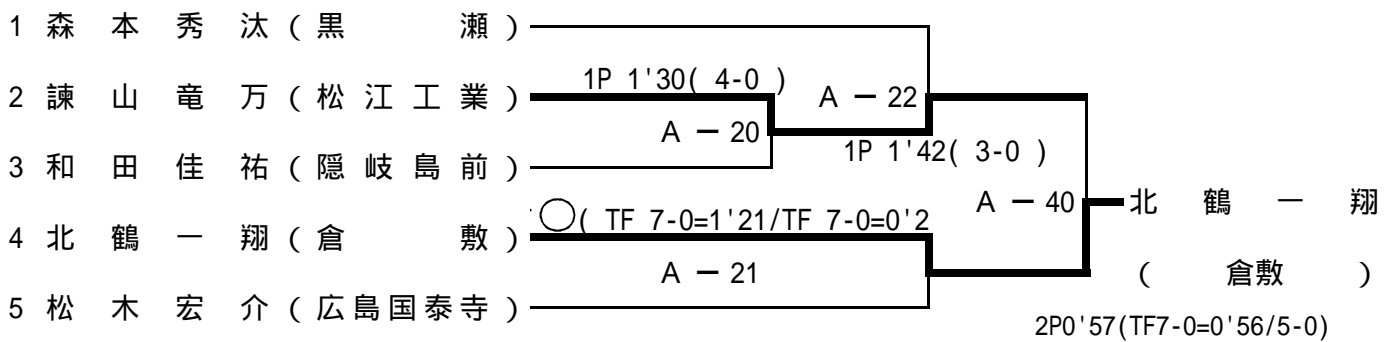 1 森本秀汰(黒瀬)
1P 1'30( 4-0 )
2 諫山竜万(松江工業)
A ー 22
A ー 20
1P 1'42( 3-0 )
3 和田佳祐(隠岐島前)
A ー 40
北鶴一翔
◯( TF 7-0=1'21/TF 7-0=0'2
4 北鶴一翔(倉敷)
A ー 21
( 倉敷 )
5 松木宏介(広島国泰寺)
2P0'57(TF7-0=0'56/5-0)